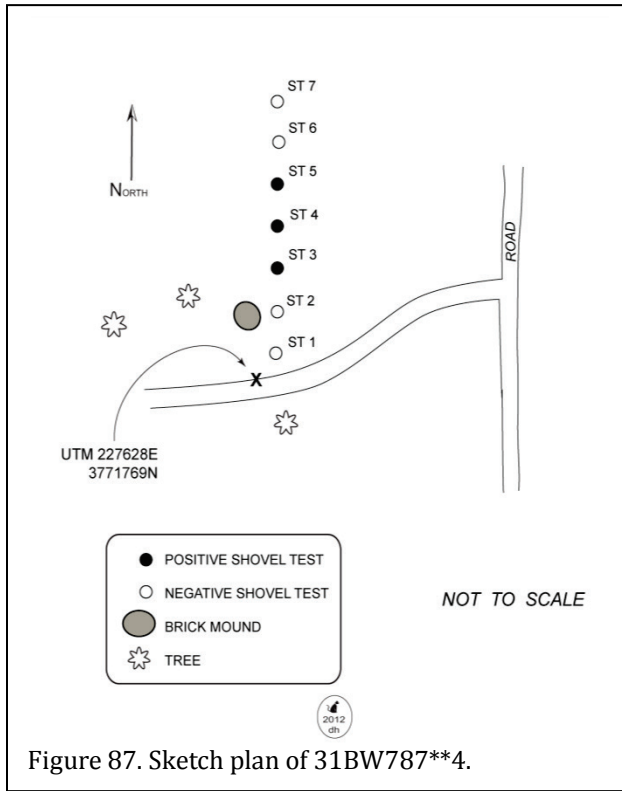 ST 7
ST 6
ST 5
ST 4
ST 3
ST 2
ST 1
NORTH
ROAD
X
UTM 227628E
3771769N
POSITIVE SHOVEL TEST
NEGATIVE SHOVEL TEST
BRICK MOUND
TREE
NOT TO SCALE
2012
dh
Figure 87. Sketch plan of 31BW787**4.